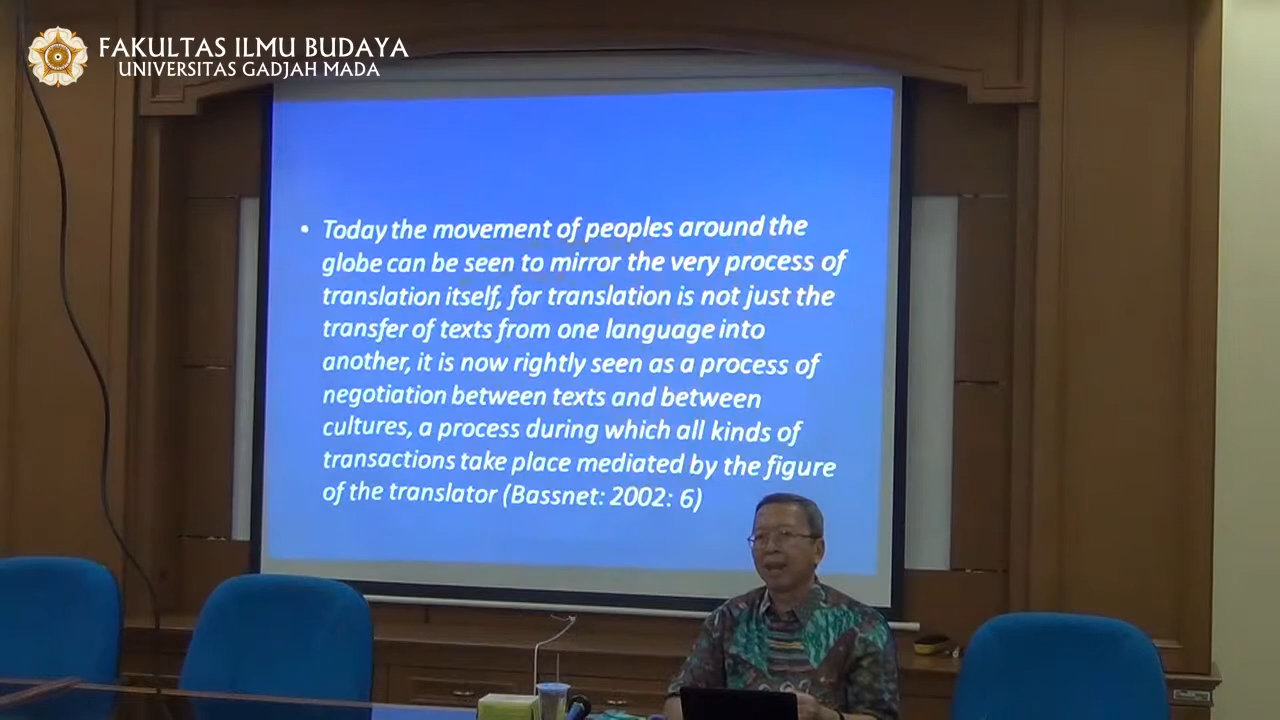 FAKULTAS ILMU BUDAYA
UNIVERSITAS GADJAH MADA
• Today the movement of peoples around the
globe can be seen to mirror the very process of
translation itself, for translation is not just the
transfer of texts from one language into
another, it is now rightly seen as a process of
negotiation between texts and between
cultures, a process during which all kinds of
transactions take place mediated by the figure
of the translator (Bassnet: 2002: 6)